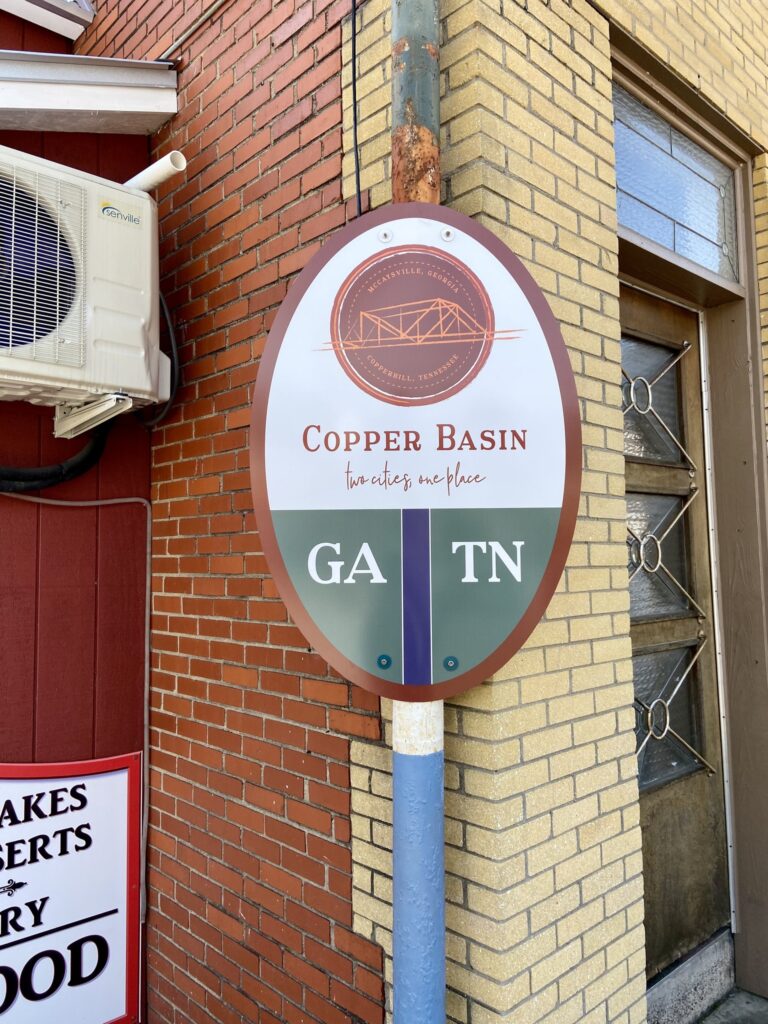 senville
McCAYSVILLE, GEORGIA
COPPERHILL, TENNESSEE
COPPER BASIN
two cities, one place
GA TN
AKES
SERTS
RY
OOD